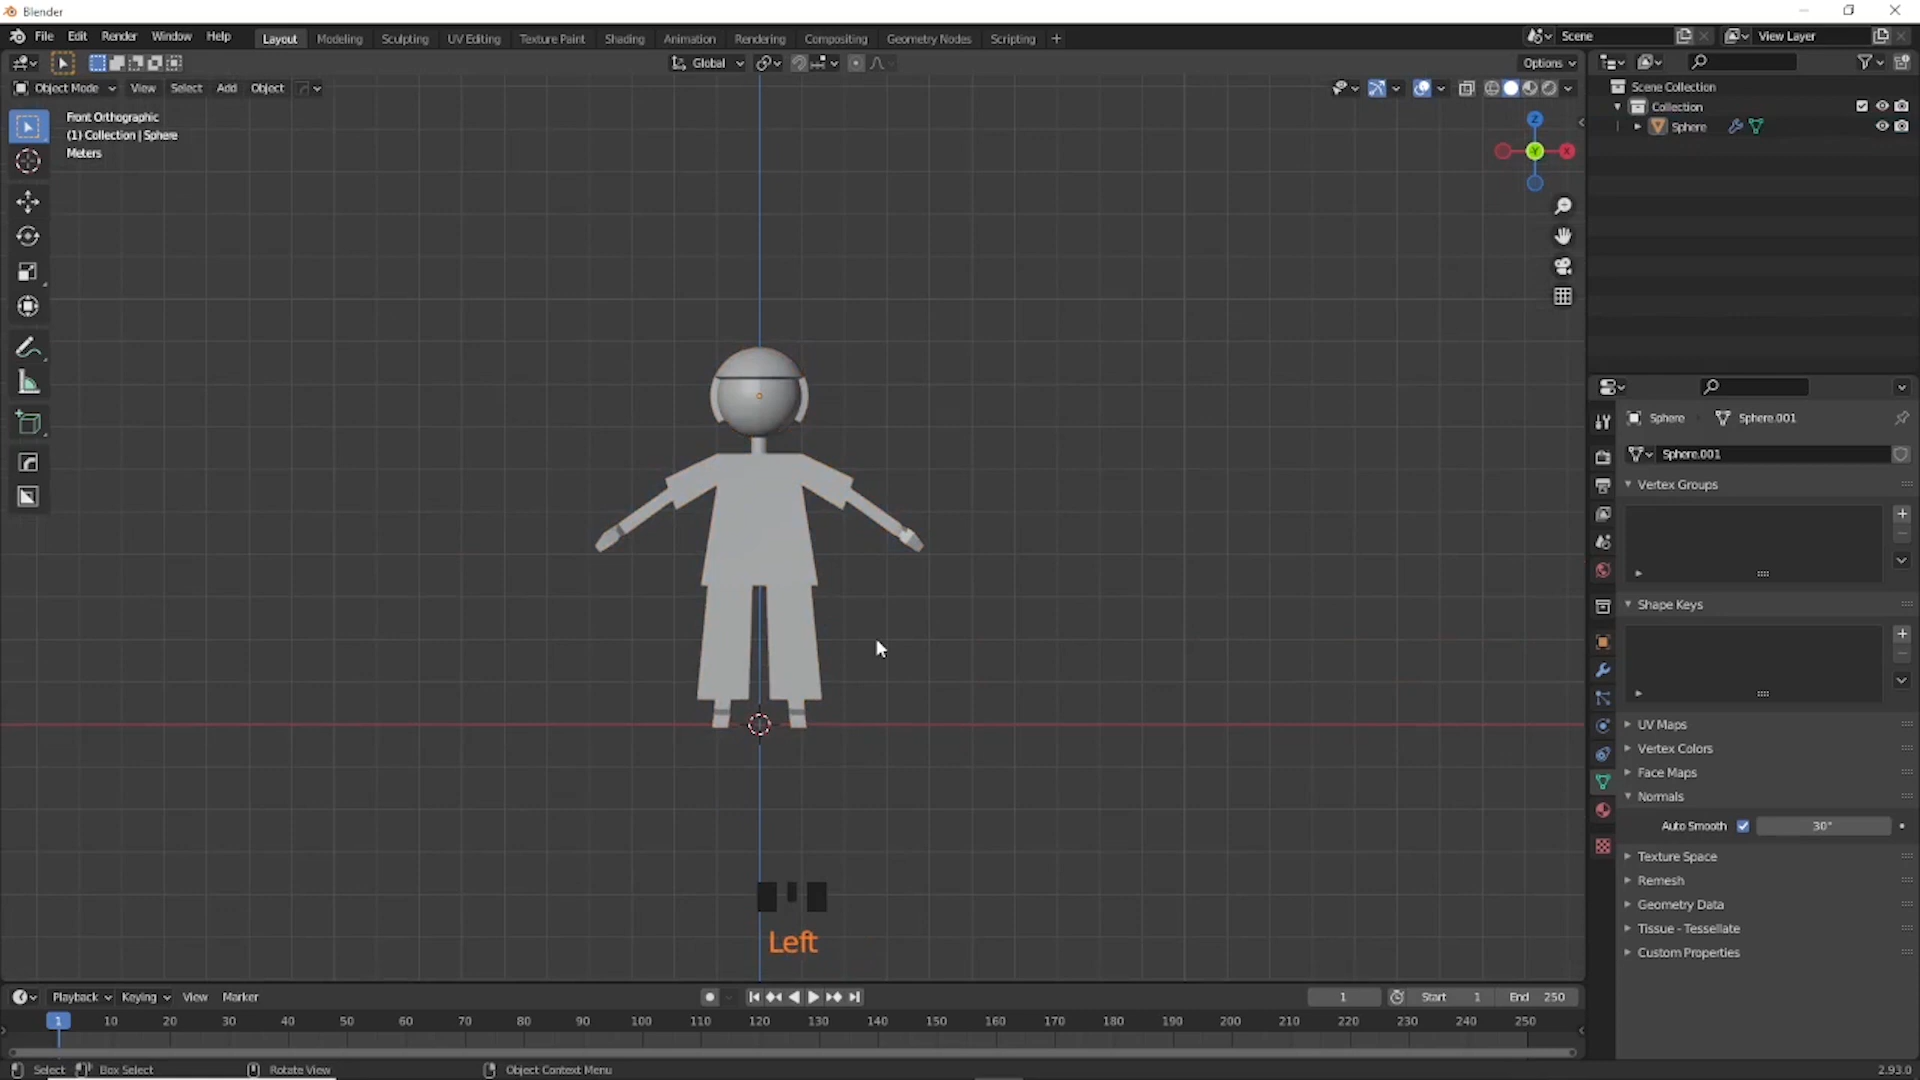 Blender
File Edit Render Window Help
Layout Modeling Sculpting UV Editing Texture Paint Shading Animation Rendering Compositing Geometry Nodes Scripting +
Scene
View Layer
Global
Options
Object Mode View Select Add Object
Front Orthographic
(1) Collection | Sphere
Meters
Z
Y
X
Scene Collection
Collection
Sphere
Sphere Sphere.001
Sphere.001
Vertex Groups
Shape Keys
UV Maps
Vertex Colors
Face Maps
Normals
Auto Smooth 30°
Texture Space
Remesh
Geometry Data
Tissue - Tessellate
Custom Properties
Left
Playback Keying View Marker
1 Start 1 End 250
1 10 20 30 40 50 60 70 80 90 100 110 120 130 140 150 160 170 180 190 200 210 220 230 240 250
Select Box Select Rotate View Object Context Menu 2.93.0